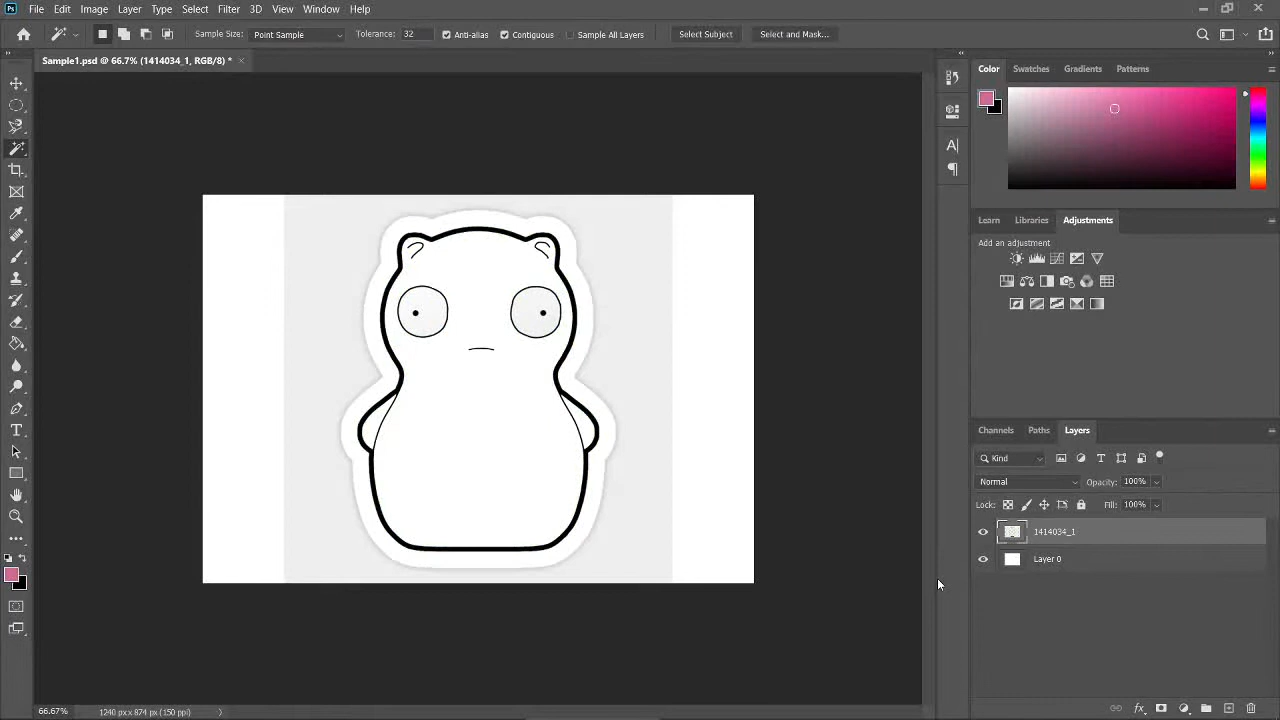 Ps File Edit Image Layer Type Select Filter 3D View Window Help
Sample Size: Point Sample Tolerance: 32 Anti-alias Contiguous Sample All Layers Select Subject Select and Mask...
Sample1.psd @ 66.7% (1414034_1, RGB/8) * ×
Color Swatches Gradients Patterns
Learn Libraries Adjustments
Add an adjustment
Channels Paths Layers
Kind
Normal Opacity: 100%
Lock: Fill: 100%
1414034_1
Layer 0
66.67% 1240 px x 874 px (150 ppi)